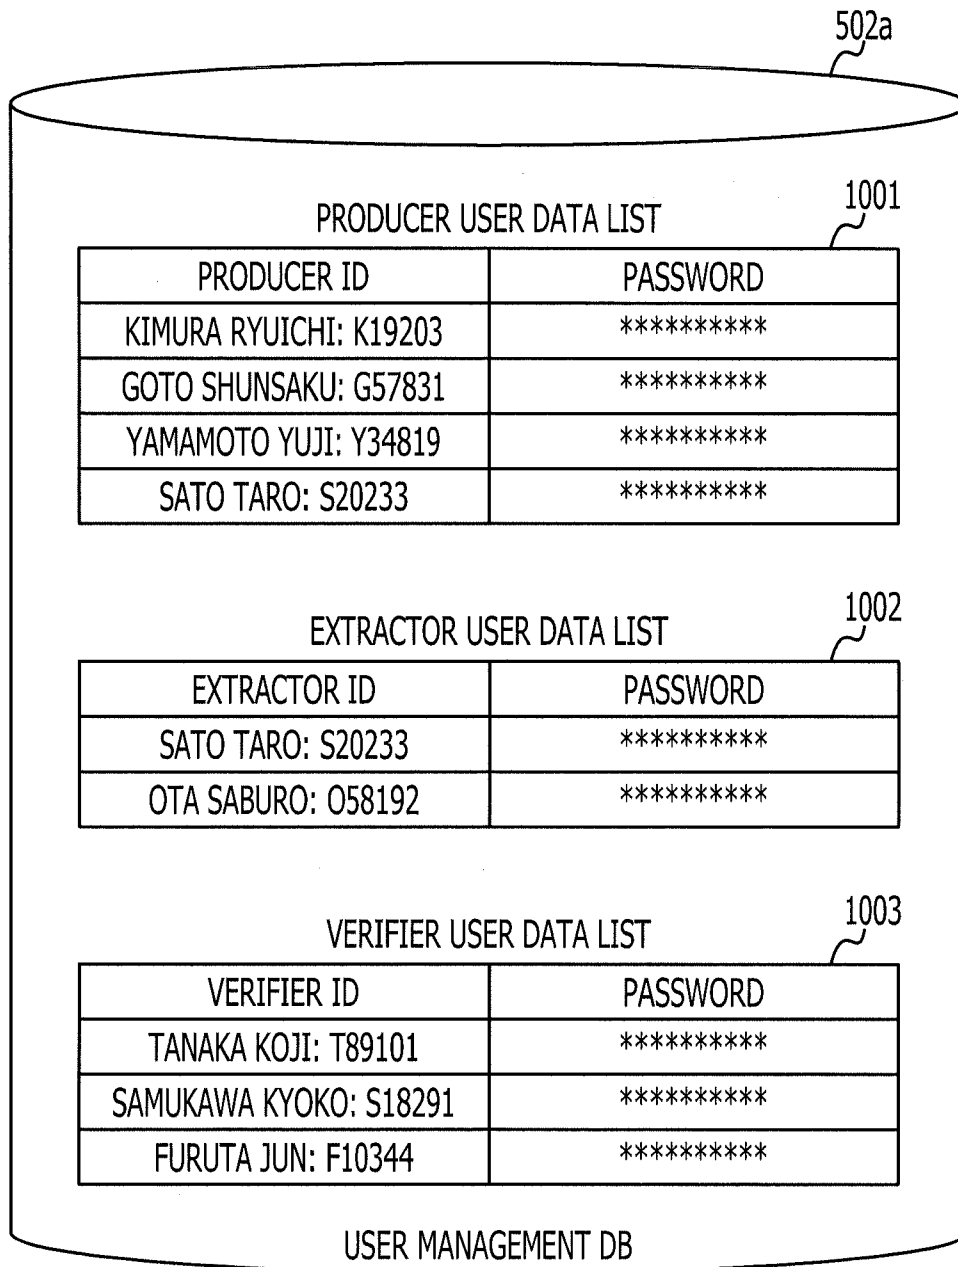 502a
1001
PRODUCER USER DATA LIST
PRODUCER ID PASSWORD
KIMURA RYUICHI: K19203 **********
GOTO SHUNSAKU: G57831 **********
YAMAMOTO YUJI: Y34819 **********
SATO TARO: S20233 **********
1002
EXTRACTOR USER DATA LIST
EXTRACTOR ID PASSWORD
SATO TARO: S20233 **********
OTA SABURO: O58192 **********
1003
VERIFIER USER DATA LIST
VERIFIER ID PASSWORD
TANAKA KOJI: T89101 **********
SAMUKAWA KYOKO: S18291 **********
FURUTA JUN: F10344 **********
USER MANAGEMENT DB